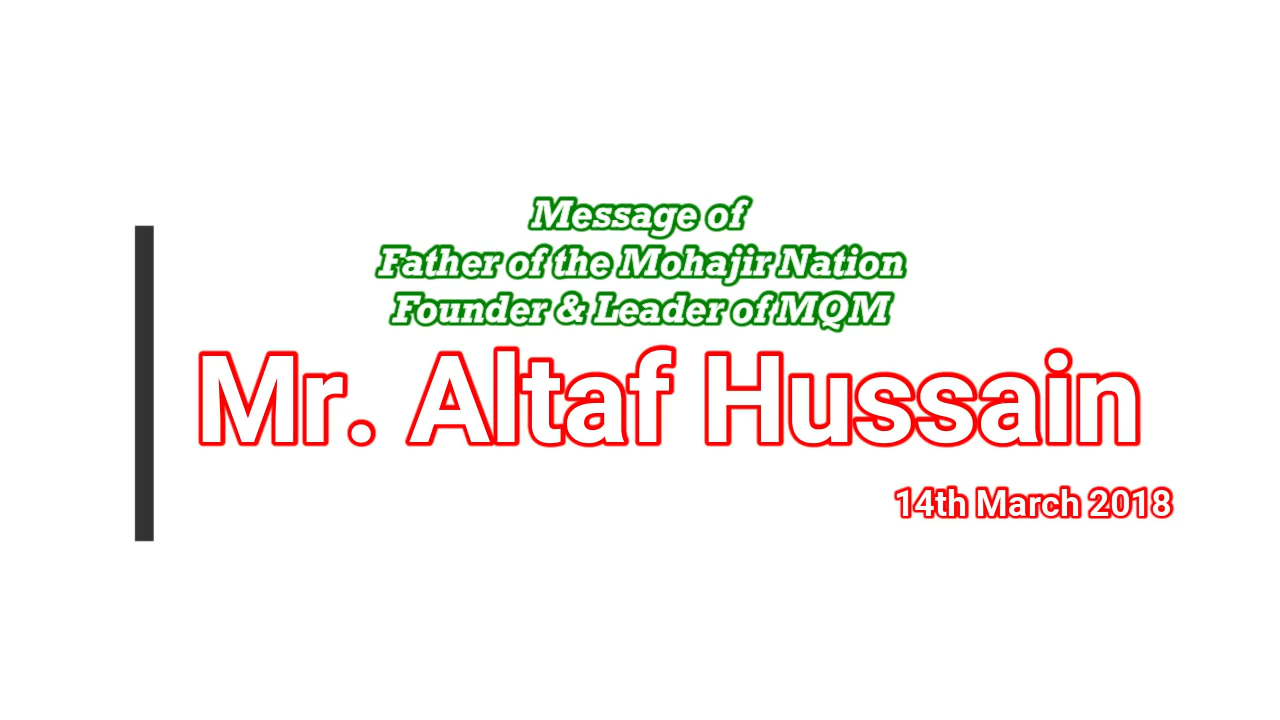 Message of
Father of the Mohajir Nation
Founder & Leader of MQM
Mr. Altaf Hussain
14th March 2018